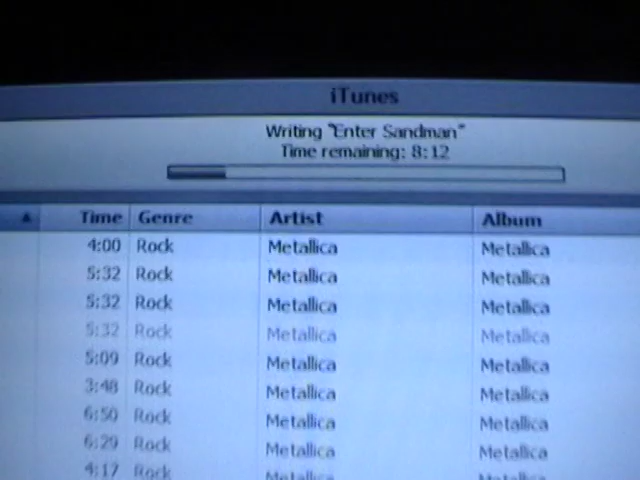 iTunes
Writing "Enter Sandman"
Time remaining: 8:12
Time Genre Artist Album
4:00 Rock Metallica Metallica
5:32 Rock Metallica Metallica
5:32 Rock Metallica Metallica
5:32 Rock Metallica Metallica
5:09 Rock Metallica Metallica
3:48 Rock Metallica Metallica
6:50 Rock Metallica Metallica
6:29 Rock Metallica Metallica
4:17 Rock Metallica Metallica